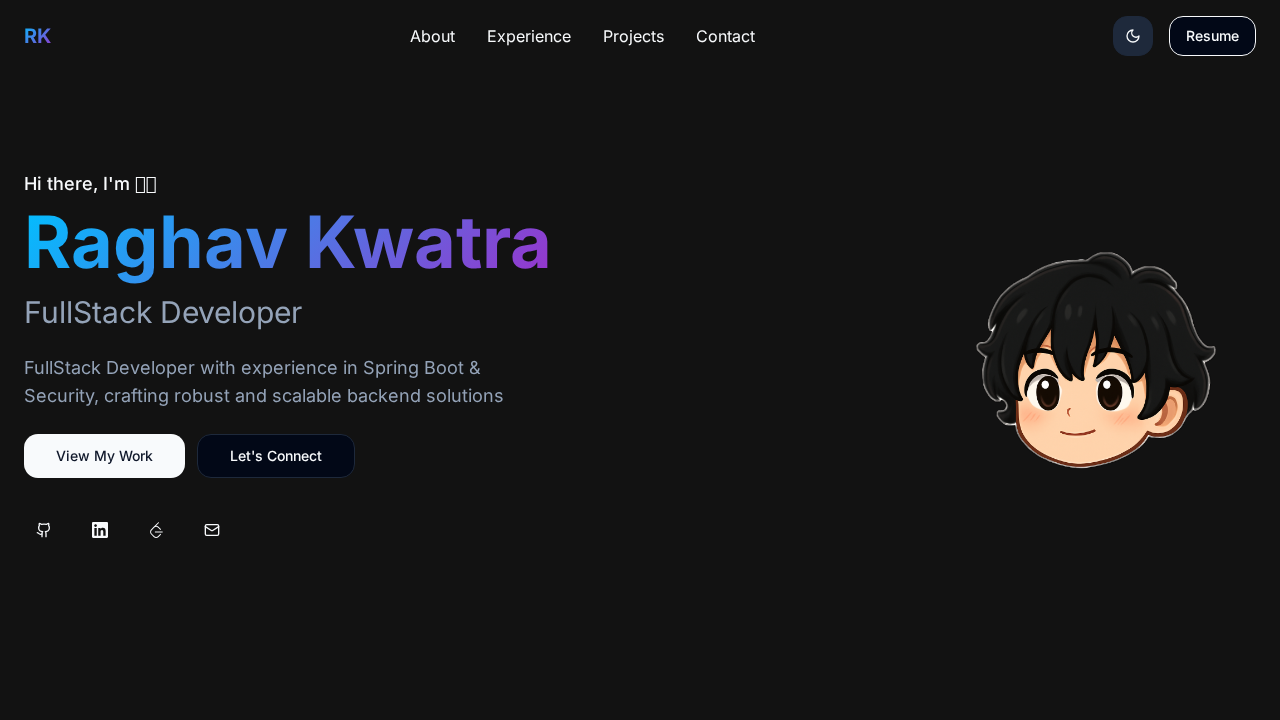 RK
About
Experience
Projects
Contact
Resume
Hi there, I'm
Raghav Kwatra
FullStack Developer
FullStack Developer with experience in Spring Boot &
Security, crafting robust and scalable backend solutions
View My Work
Let's Connect